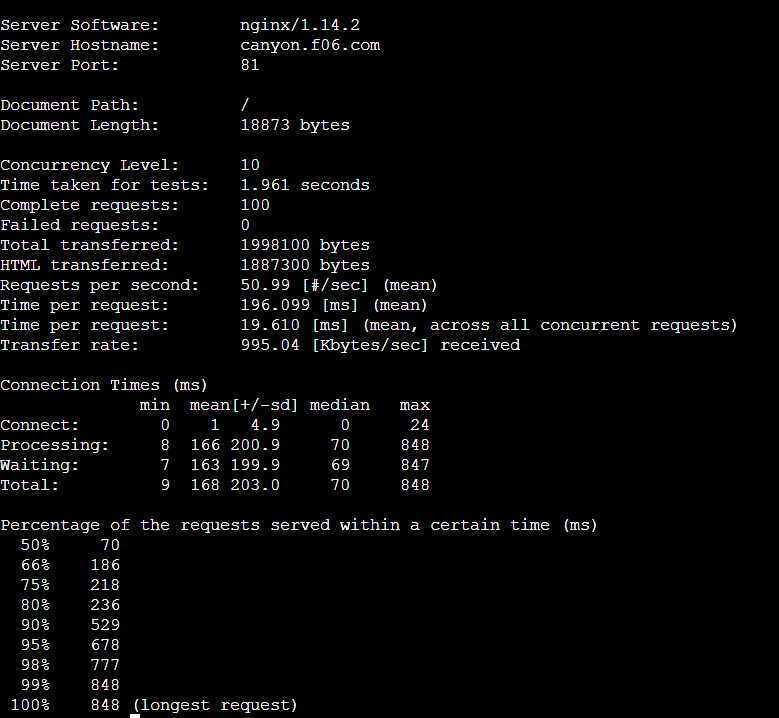 Server Software:        nginx/1.14.2
Server Hostname:        canyon.f06.com
Server Port:            81
Document Path:          /
Document Length:        18873 bytes
Concurrency Level:      10
Time taken for tests:   1.961 seconds
Complete requests:      100
Failed requests:        0
Total transferred:      1998100 bytes
HTML transferred:       1887300 bytes
Requests per second:    50.99 [#/sec] (mean)
Time per request:       196.099 [ms] (mean)
Time per request:       19.610 [ms] (mean, across all concurrent requests)
Transfer rate:          995.04 [Kbytes/sec] received
Connection Times (ms)
              min  mean[+/-sd] median   max
Connect:        0    1   4.9      0      24
Processing:     8  166 200.9     70     848
Waiting:        7  163 199.9     69     847
Total:          9  168 203.0     70     848
Percentage of the requests served within a certain time (ms)
  50%     70
  66%    186
  75%    218
  80%    236
  90%    529
  95%    678
  98%    777
  99%    848
 100%    848 (longest request)